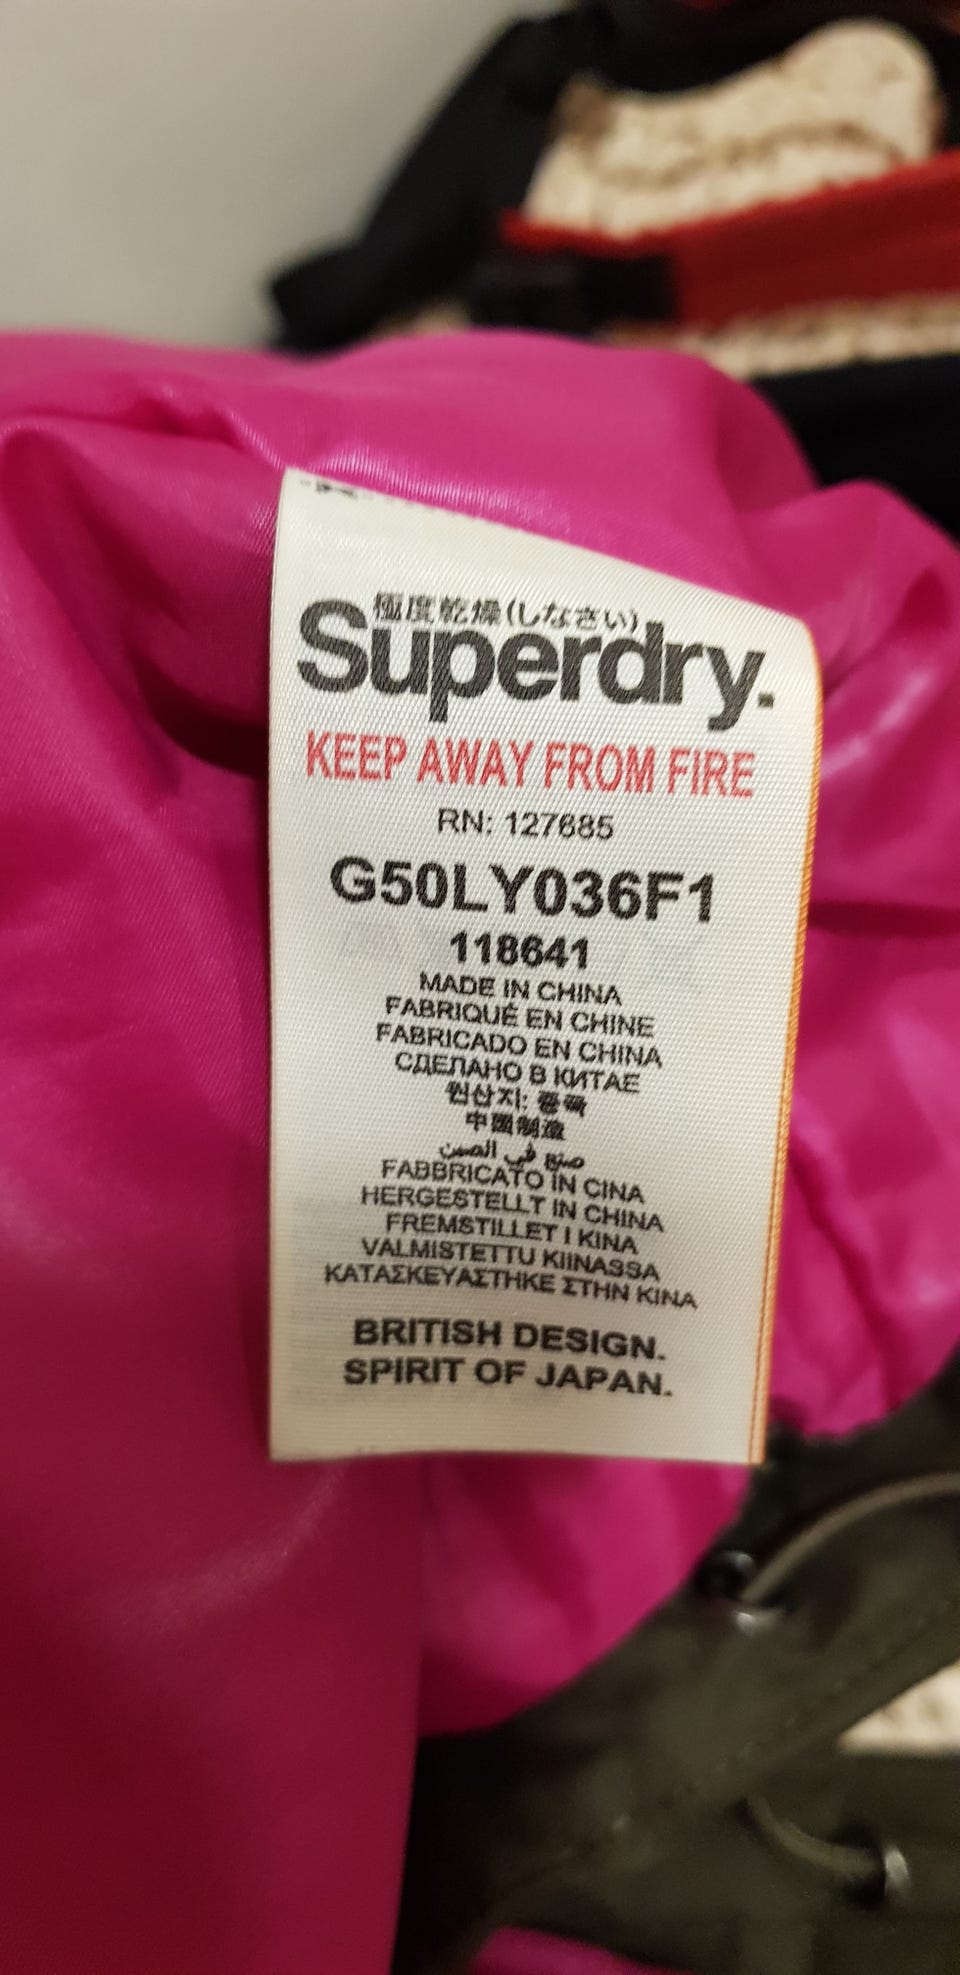 極度乾燥(しなさい)
Superdry.
KEEP AWAY FROM FIRE
RN: 127685
G50LY036F1
118641
MADE IN CHINA
FABRIQUÉ EN CHINE
FABRICADO EN CHINA
СДЕЛАНО В КИТАЕ
원산지: 중국
中國制造
صنع في الصين
FABBRICATO IN CINA
HERGESTELLT IN CHINA
FREMSTILLET I KINA
VALMISTETTU KIINASSA
ΚΑΤΑΣΚΕΥΑΣΤΗΚΕ ΣΤΗΝ ΚΙΝΑ
BRITISH DESIGN.
SPIRIT OF JAPAN.